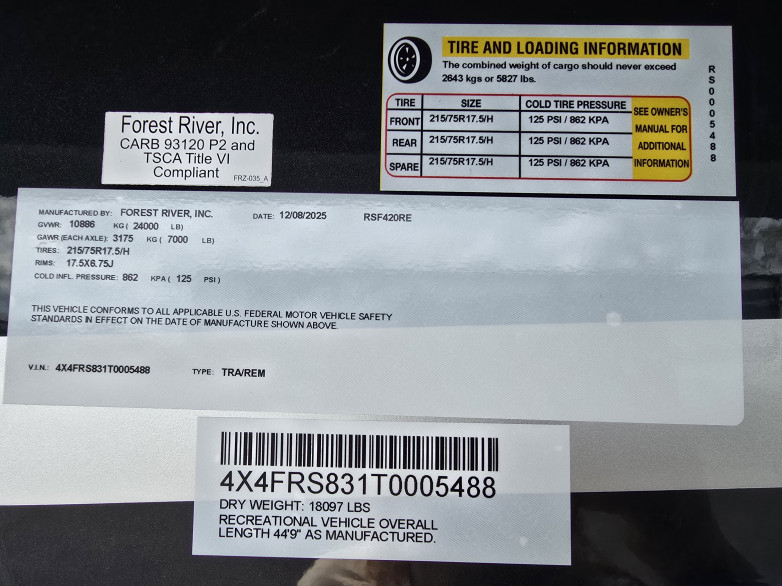 TIRE AND LOADING INFORMATION
The combined weight of cargo should never exceed
2643 kgs or 5827 lbs.
TIRE SIZE COLD TIRE PRESSURE
FRONT 215/75R17.5/H 125 PSI / 862 KPA
REAR 215/75R17.5/H 125 PSI / 862 KPA
SPARE 215/75R17.5/H 125 PSI / 862 KPA
SEE OWNER'S
MANUAL FOR
ADDITIONAL
INFORMATION
RS0005488
Forest River, Inc.
CARB 93120 P2 and
TSCA Title VI
Compliant
FRZ-035_A
MANUFACTURED BY: FOREST RIVER, INC. DATE: 12/08/2025 RSF420RE
GVWR: 10886 KG ( 24000 LB)
GAWR (EACH AXLE): 3175 KG ( 7000 LB)
TIRES: 215/75R17.5/H
RIMS: 17.5X6.75J
COLD INFL. PRESSURE: 862 KPA ( 125 PSI )
THIS VEHICLE CONFORMS TO ALL APPLICABLE U.S. FEDERAL MOTOR VEHICLE SAFETY
STANDARDS IN EFFECT ON THE DATE OF MANUFACTURE SHOWN ABOVE.
V.I.N.: 4X4FRS831T0005488 TYPE: TRA/REM
4X4FRS831T0005488
DRY WEIGHT: 18097 LBS
RECREATIONAL VEHICLE OVERALL
LENGTH 44'9" AS MANUFACTURED.